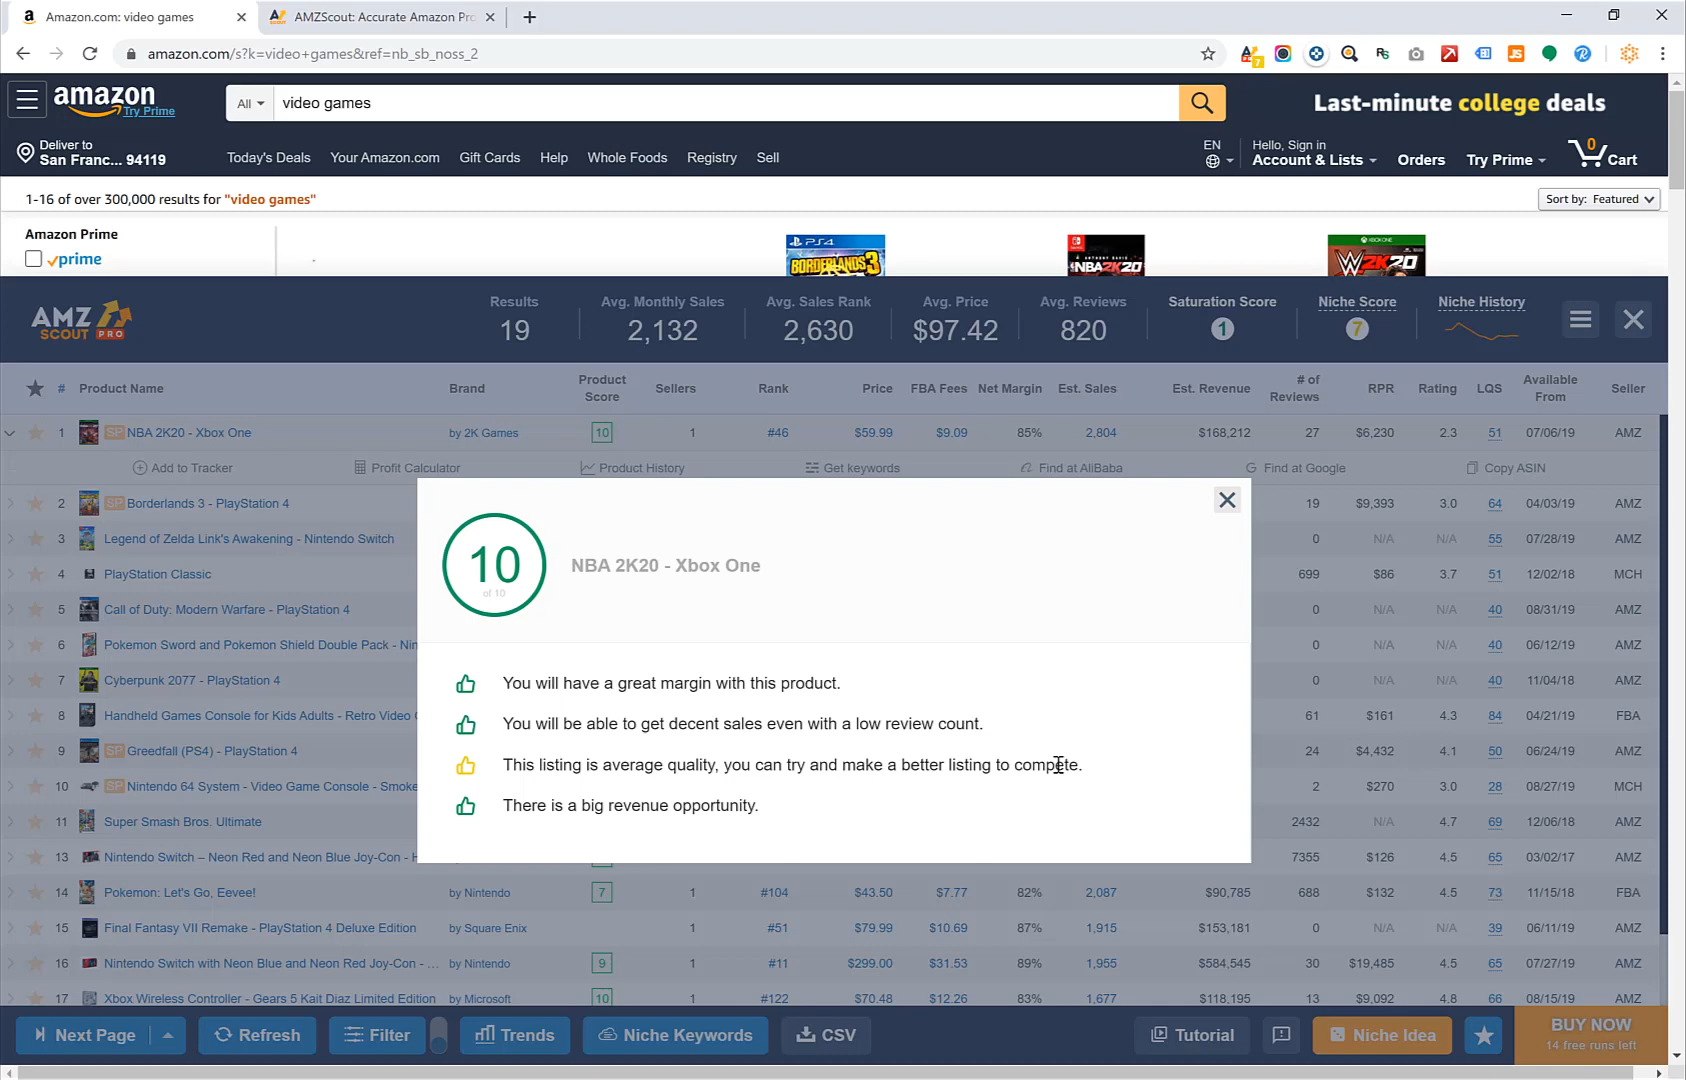 Amazon.com: video games
AMZScout: Accurate Amazon Pro
amazon.com/s?k=video+games&ref=nb_sb_noss_2
amazon
Try Prime
All
video games
Last-minute college deals
Deliver to
San Franc... 94119
Today's Deals Your Amazon.com Gift Cards Help Whole Foods Registry Sell
EN
Hello, Sign in
Account & Lists
Orders
Try Prime
0
Cart
1-16 of over 300,000 results for "video games"
Sort by: Featured
Amazon Prime
prime
PS4
BORDERLANDS 3
NBA 2K20
XBOX ONE
W2K20
AMZ
SCOUT PRO
Results Avg. Monthly Sales Avg. Sales Rank Avg. Price Avg. Reviews Saturation Score Niche Score Niche History
19 2,132 2,630 $97.42 820 1 7
# Product Name Brand Product Score Sellers Rank Price FBA Fees Net Margin Est. Sales Est. Revenue # of Reviews RPR Rating LQS Available From Seller
1 SP NBA 2K20 - Xbox One by 2K Games 10 1 #46 $59.99 $9.09 85% 2,804 $168,212 27 $6,230 2.3 51 07/06/19 AMZ
Add to Tracker Profit Calculator Product History Get keywords Find at AliBaba G Find at Google Copy ASIN
2 SP Borderlands 3 - PlayStation 4 19 $9,393 3.0 64 04/03/19 AMZ
3 Legend of Zelda Link's Awakening - Nintendo Switch 0 N/A N/A 55 07/28/19 AMZ
4 PlayStation Classic 699 $86 3.7 51 12/02/18 MCH
5 Call of Duty: Modern Warfare - PlayStation 4 0 N/A N/A 40 08/31/19 AMZ
6 Pokemon Sword and Pokemon Shield Double Pack - Nin 0 N/A N/A 40 06/12/19 AMZ
7 Cyberpunk 2077 - PlayStation 4 0 N/A N/A 40 11/04/18 AMZ
8 Handheld Games Console for Kids Adults - Retro Video 61 $161 4.3 84 04/21/19 FBA
9 SP Greedfall (PS4) - PlayStation 4 24 $4,432 4.1 50 06/24/19 AMZ
10 SP Nintendo 64 System - Video Game Console - Smoke 2 $270 3.0 28 08/27/19 MCH
11 Super Smash Bros. Ultimate 2432 N/A 4.7 69 12/06/18 AMZ
13 Nintendo Switch – Neon Red and Neon Blue Joy-Con - H 7355 $126 4.5 65 03/02/17 AMZ
10
of 10
NBA 2K20 - Xbox One
You will have a great margin with this product.
You will be able to get decent sales even with a low review count.
This listing is average quality, you can try and make a better listing to compete.
There is a big revenue opportunity.
14 Pokemon: Let's Go, Eevee! by Nintendo 7 1 #104 $43.50 $7.77 82% 2,087 $90,785 688 $132 4.5 73 11/15/18 FBA
15 Final Fantasy VII Remake - PlayStation 4 Deluxe Edition by Square Enix 1 #51 $79.99 $10.69 87% 1,915 $153,181 0 N/A N/A 39 06/11/19 AMZ
16 Nintendo Switch with Neon Blue and Neon Red Joy-Con - ... by Nintendo 9 1 #11 $299.00 $31.53 89% 1,955 $584,545 30 $19,485 4.5 65 07/27/19 AMZ
17 Xbox Wireless Controller - Gears 5 Kait Diaz Limited Edition by Microsoft 10 1 #122 $70.48 $12.26 83% 1,677 $118,195 13 $9,092 4.8 66 08/15/19 AMZ
Next Page Refresh Filter Trends Niche Keywords CSV Tutorial Niche Idea
BUY NOW
14 free runs left